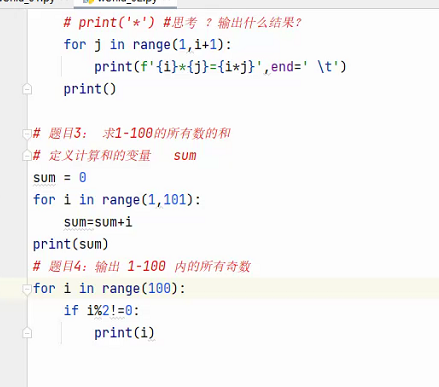 # print('*') #思考 ？输出什么结果?
for j in range(1,i+1):
print(f'{i}*{j}={i*j}',end=' \t')
print()
# 题目3： 求1-100的所有数的和
# 定义计算和的变量 sum
sum = 0
for i in range(1,101):
sum=sum+i
print(sum)
# 题目4：输出 1-100 内的所有奇数
for i in range(100):
if i%2!=0:
print(i)